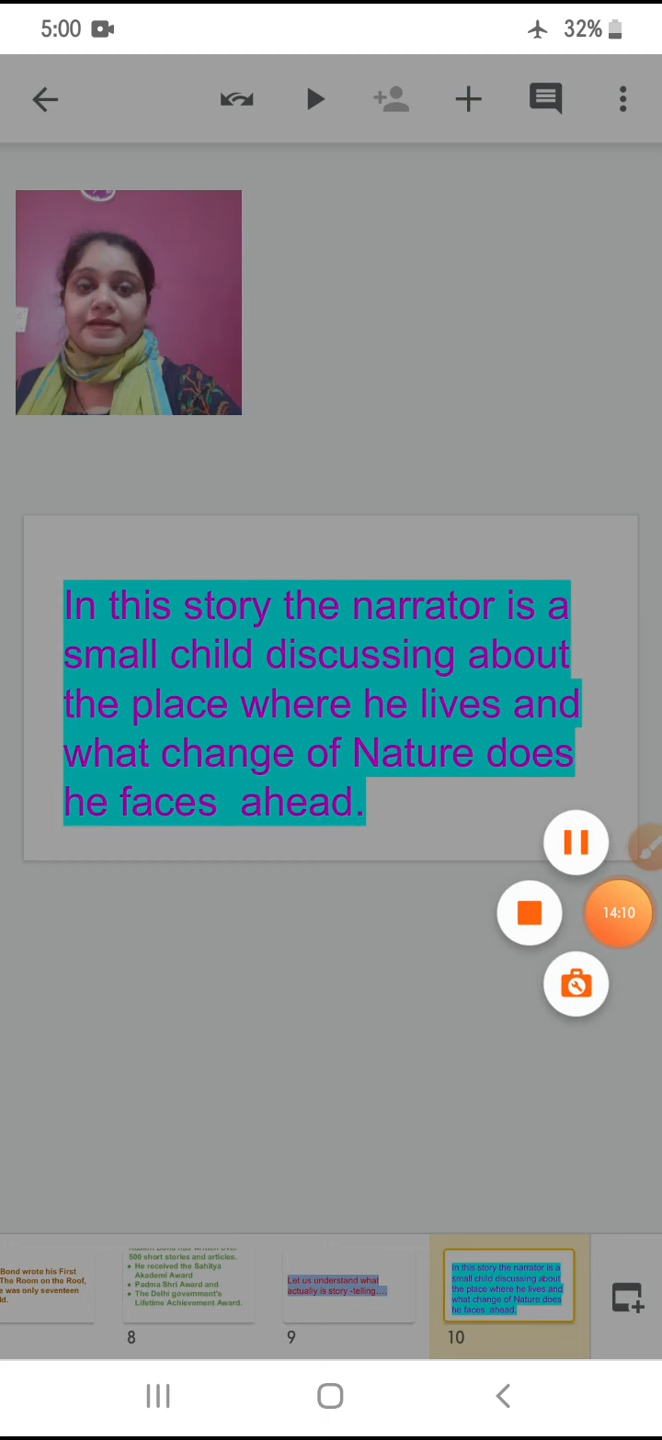 5:00
32%
In this story the narrator is a
small child discussing about
the place where he lives and
what change of Nature does
he faces  ahead.
14:10
Bond wrote his First
The Room on the Roof,
e was only seventeen
ld.
500 short stories and articles.
• He received the Sahitya
Akademi Award
• Padma Shri Award and
• The Delhi government's
Lifetime Achievement Award.
Let us understand what
actually is story -telling....
In this story the narrator is a
small child discussing about
the place where he lives and
what change of Nature does
he faces  ahead.
8
9
10